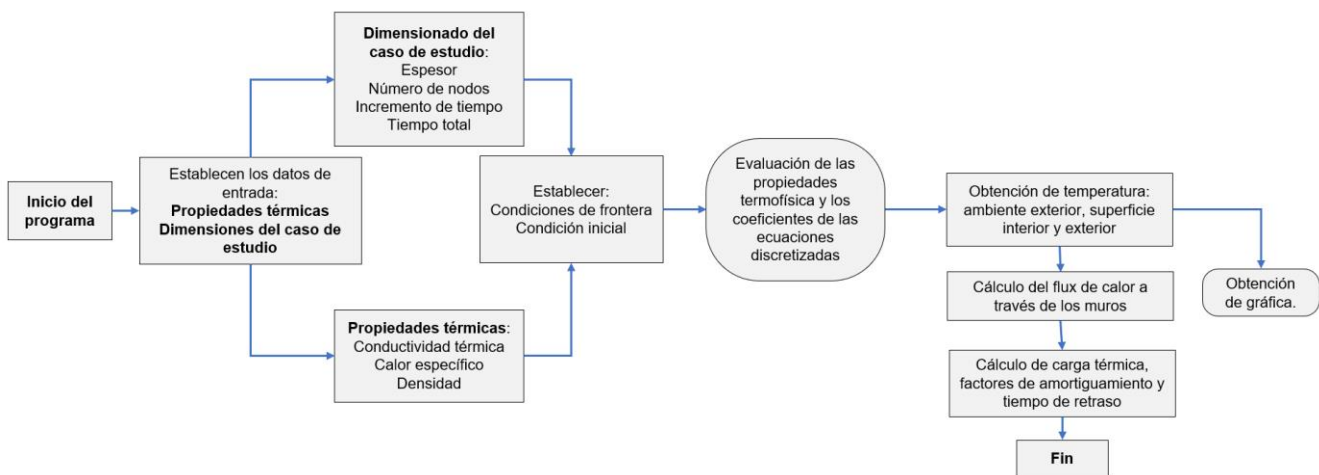 Inicio del
programa
Establecen los datos de
entrada:
Propiedades térmicas
Dimensiones del caso de
estudio
Dimensionado del
caso de estudio:
Espesor
Número de nodos
Incremento de tiempo
Tiempo total
Propiedades térmicas:
Conductividad térmica
Calor específico
Densidad
Establecer:
Condiciones de frontera
Condición inicial
Evaluación de las
propiedades
termofísica y los
coeficientes de las
ecuaciones
discretizadas
Obtención de temperatura:
ambiente exterior, superficie
interior y exterior
Obtención
de gráfica.
Cálculo del flux de calor a
través de los muros
Cálculo de carga térmica,
factores de amortiguamiento y
tiempo de retraso
Fin